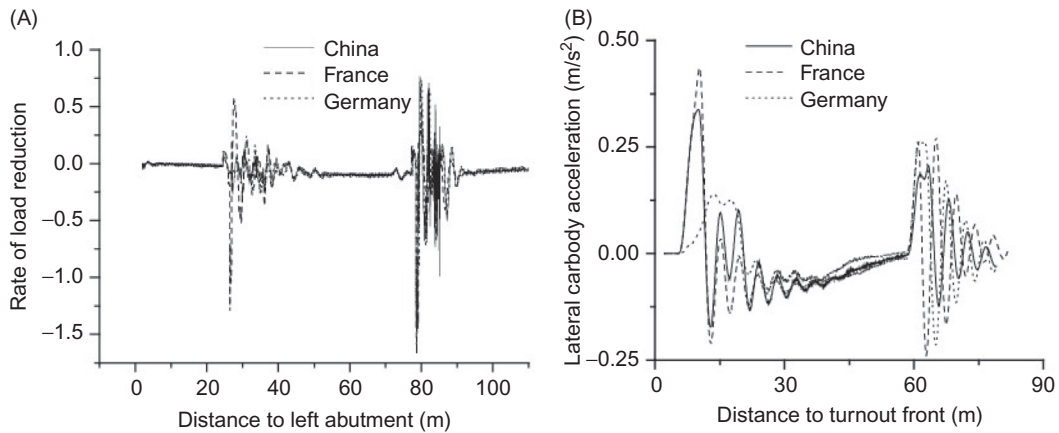 (A)
Rate of load reduction
1.0
0.5
0.0
−0.5
−1.0
−1.5
China
France
Germany
0 20 40 60 80 100
Distance to left abutment (m)
(B)
Lateral carbody acceleration (m/s²)
0.50
0.25
0.00
−0.25
China
France
Germany
0 30 60 90
Distance to turnout front (m)